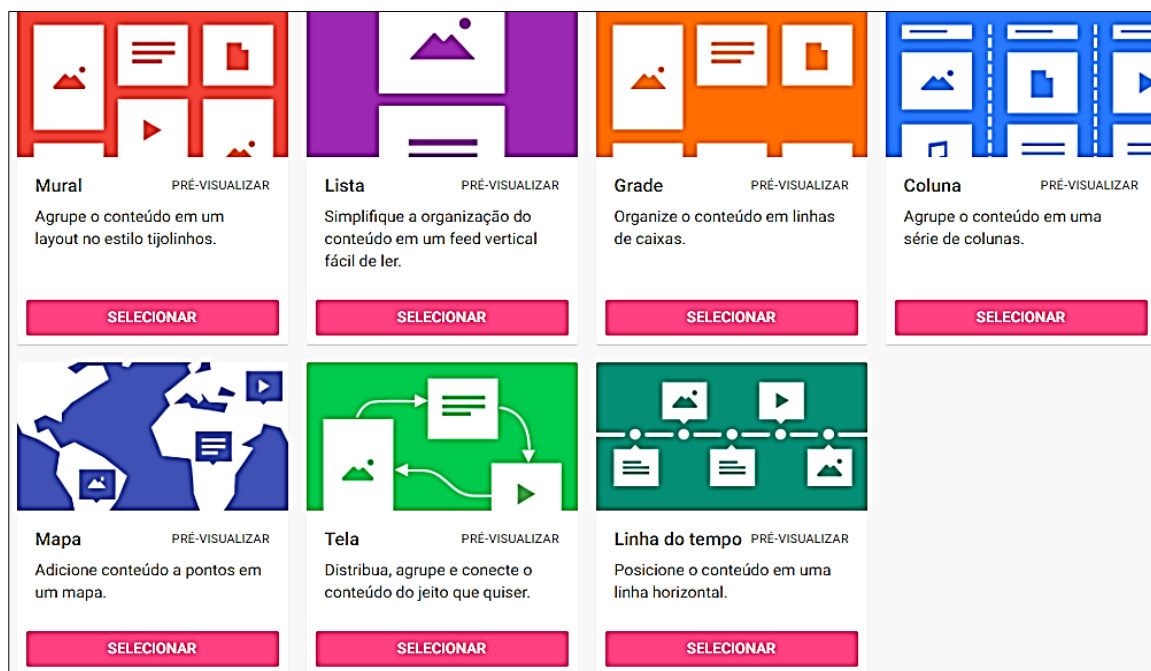 Mural PRÉ-VISUALIZAR
Agrupe o conteúdo em um
layout no estilo tijolinhos.
SELECIONAR
Lista PRÉ-VISUALIZAR
Simplifique a organização do
conteúdo em um feed vertical
fácil de ler.
SELECIONAR
Grade PRÉ-VISUALIZAR
Organize o conteúdo em linhas
de caixas.
SELECIONAR
Coluna PRÉ-VISUALIZAR
Agrupe o conteúdo em uma
série de colunas.
SELECIONAR
Mapa PRÉ-VISUALIZAR
Adicione conteúdo a pontos em
um mapa.
SELECIONAR
Tela PRÉ-VISUALIZAR
Distribua, agrupe e conecte o
conteúdo do jeito que quiser.
SELECIONAR
Linha do tempo PRÉ-VISUALIZAR
Posicione o conteúdo em uma
linha horizontal.
SELECIONAR